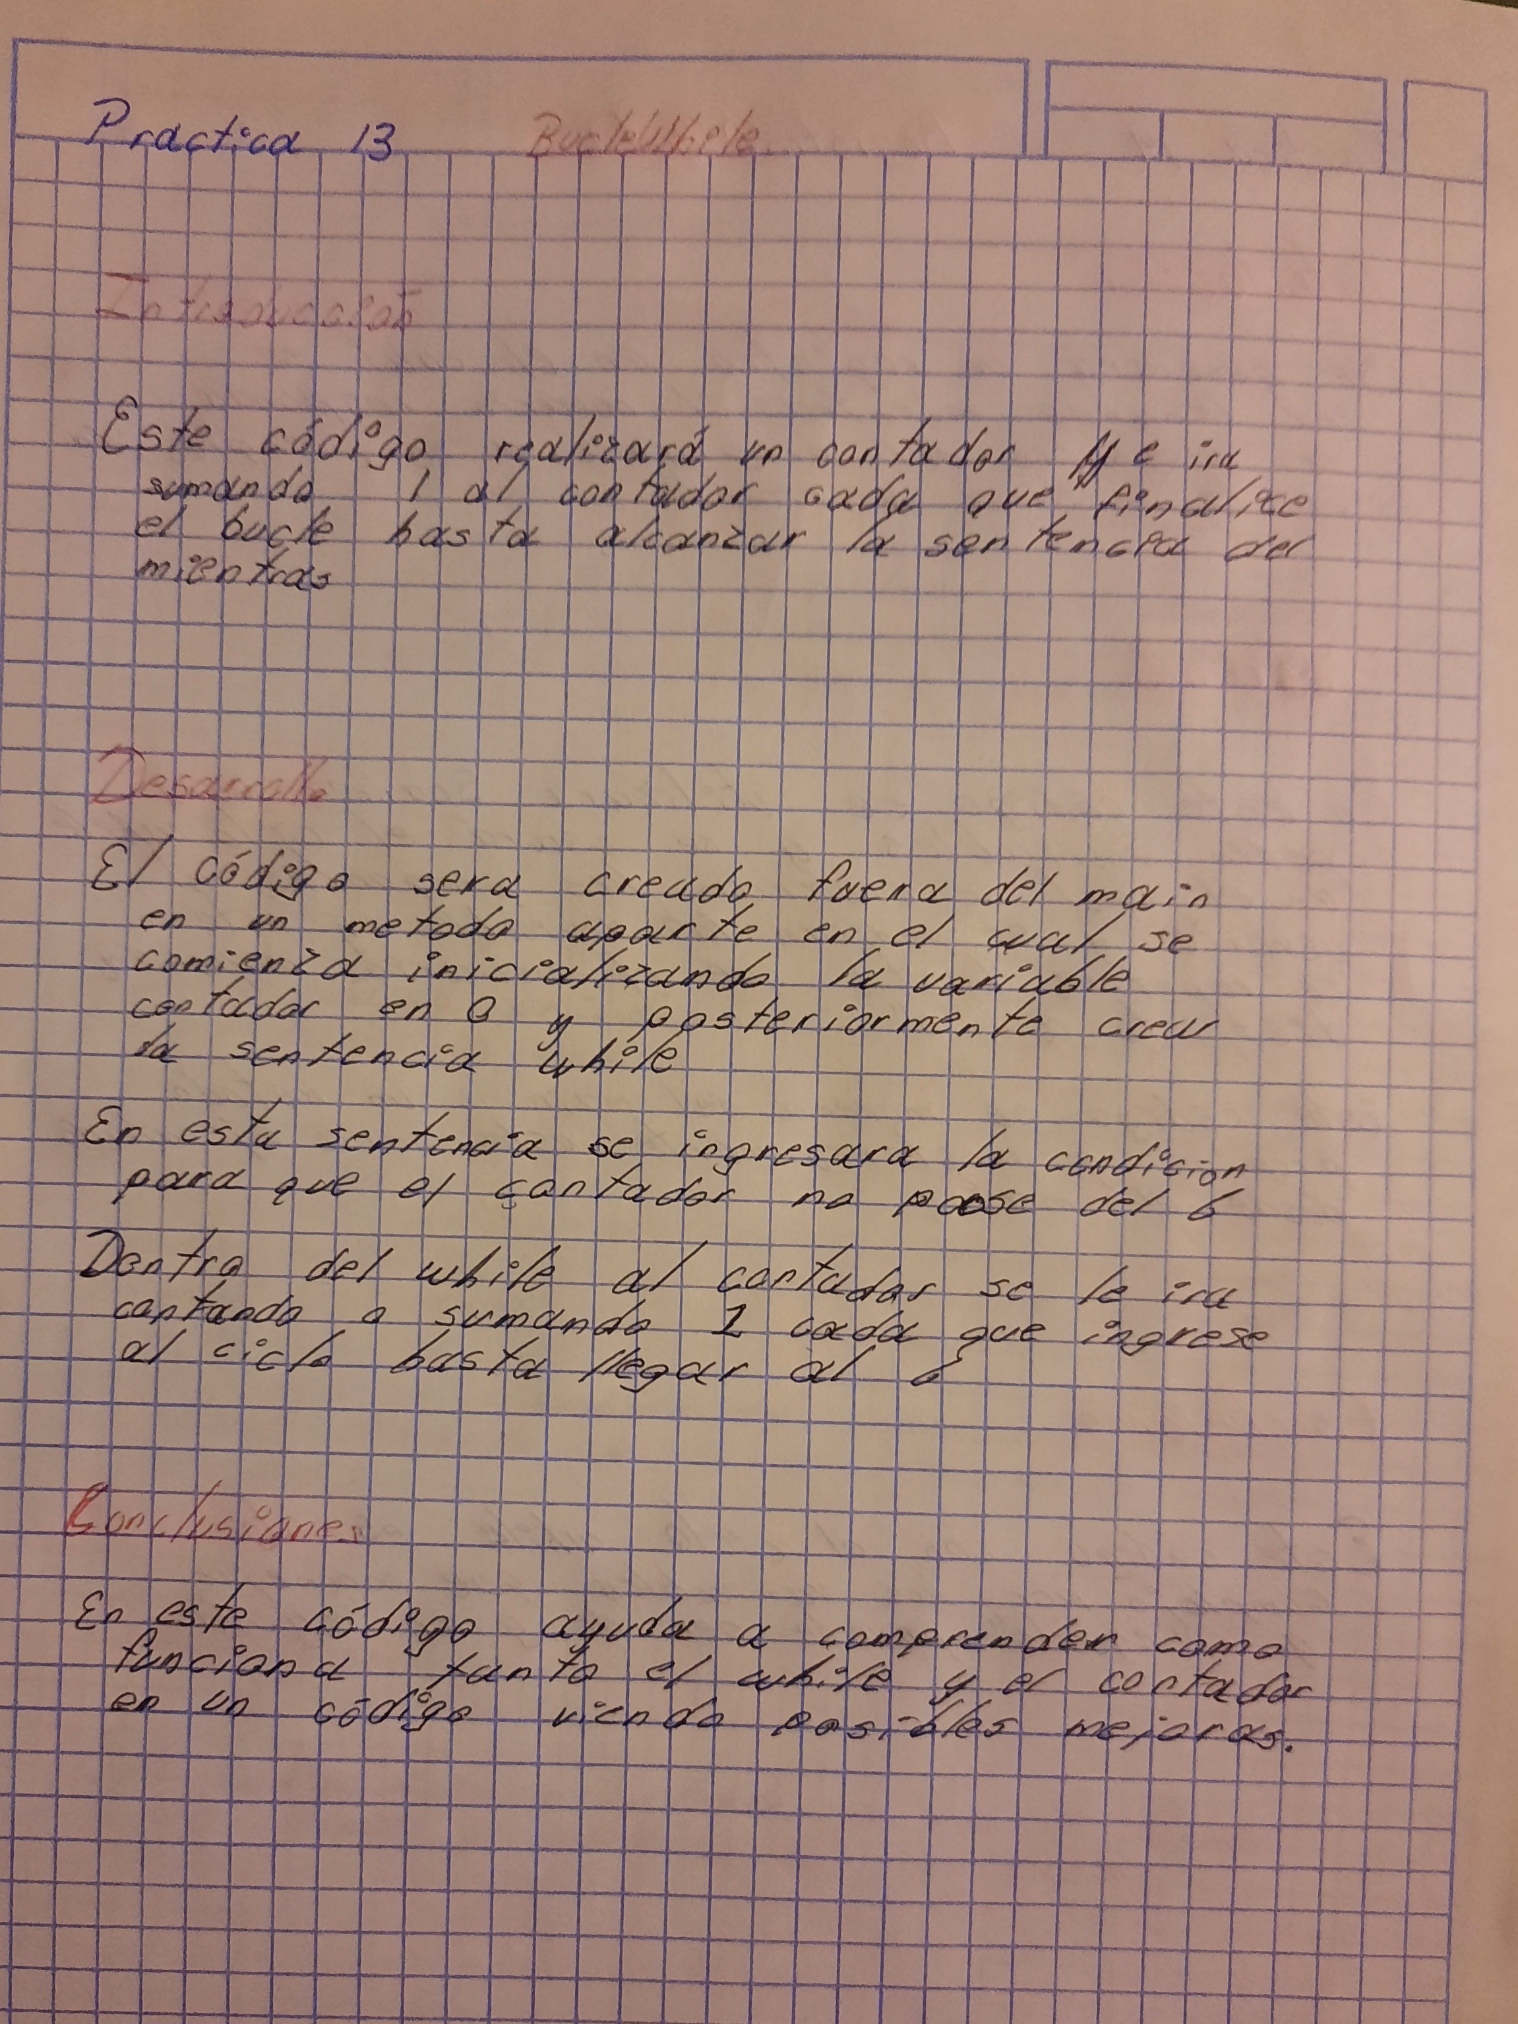 Practica 13 BucleWhile.
Introducción
Este código realizará un contador y e ira
sumando 1 al contador cada que finalice
el bucle hasta alcanzar la sentencia del
mientras
Desarrollo
El código sera creado fuera del main
en un metodo aparte en el cual se
comienza inicializando la variable
contador en 0 y posteriormente crear
la sentencia while
En esta sentencia se ingresara la condicion
para que el contador no pase del 6
Dentro del while al contador se le ira
contando o sumando 1 cada que ingrese
al ciclo hasta llegar al 6
Conclusiones
En este código ayuda a comprender como
funciona tanto el while y el contador
en un código viendo posibles mejoras.